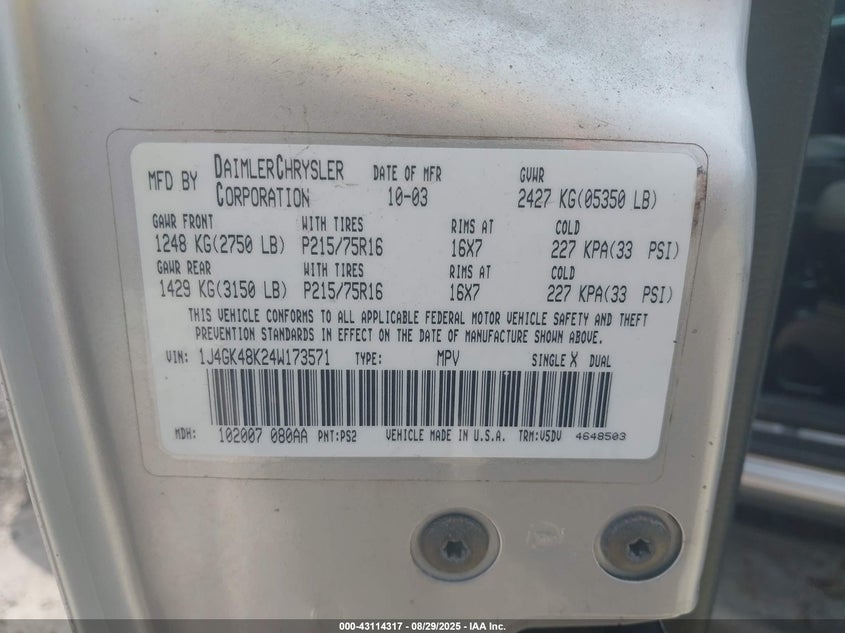 MFD BY DAIMLERCHRYSLER CORPORATION DATE OF MFR 10-03 GVWR 2427 KG(05350 LB)
GAWR FRONT WITH TIRES RIMS AT COLD
1248 KG(2750 LB) P215/75R16 16X7 227 KPA(33 PSI)
GAWR REAR WITH TIRES RIMS AT COLD
1429 KG(3150 LB) P215/75R16 16X7 227 KPA(33 PSI)
THIS VEHICLE CONFORMS TO ALL APPLICABLE FEDERAL MOTOR VEHICLE SAFETY AND THEFT
PREVENTION STANDARDS IN EFFECT ON THE DATE OF MANUFACTURE SHOWN ABOVE.
VIN: 1J4GK48K24W173571 TYPE: MPV SINGLE X DUAL
MDH: 102007 080AA PNT:PS2 VEHICLE MADE IN U.S.A. TRM:V5DV 4648503
000-43114317 - 08/29/2025 - IAA Inc.